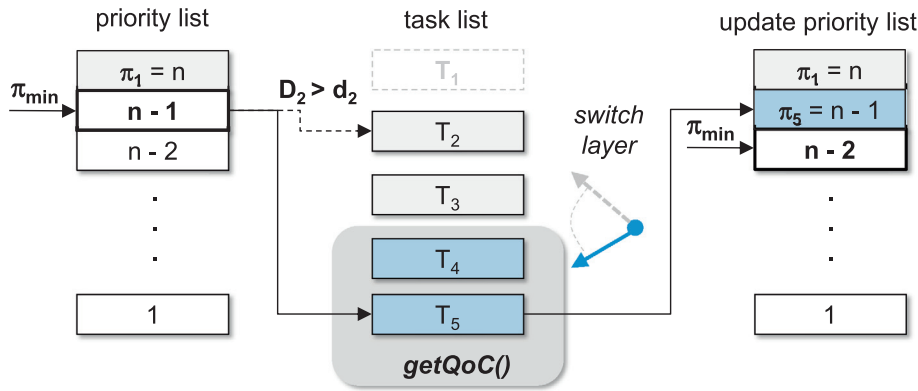 priority list
π₁ = n
πmin
n - 1
n - 2
.
.
.
1
task list
T₁
D₂ > d₂
T₂
T₃
T₄
T₅
getQoC()
switch
layer
update priority list
π₁ = n
π₅ = n - 1
πmin
n - 2
.
.
.
1